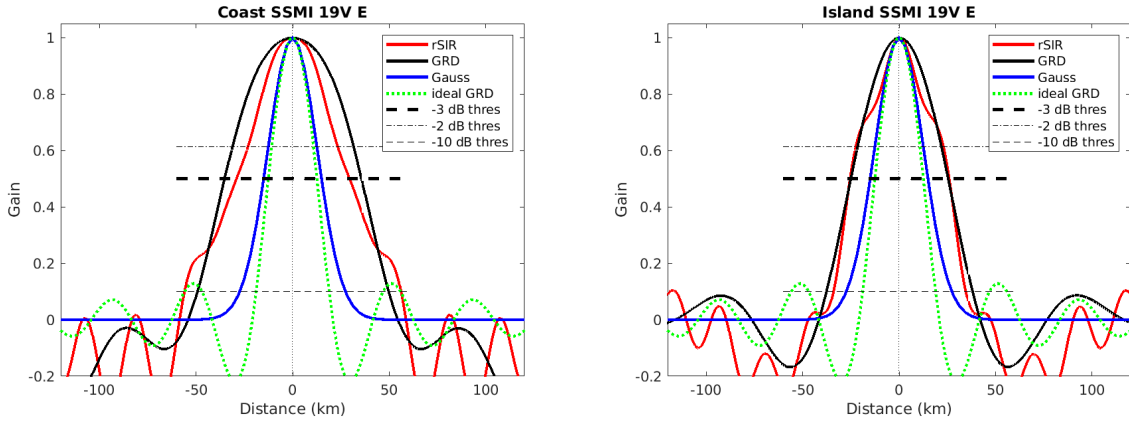 Coast SSMI 19V E
Gain
1
0.8
0.6
0.4
0.2
0
-0.2
rSIR
GRD
Gauss
ideal GRD
-3 dB thres
-2 dB thres
-10 dB thres
-100 -50 0 50 100
Distance (km)
Island SSMI 19V E
Gain
1
0.8
0.6
0.4
0.2
0
-0.2
rSIR
GRD
Gauss
ideal GRD
-3 dB thres
-2 dB thres
-10 dB thres
-100 -50 0 50 100
Distance (km)